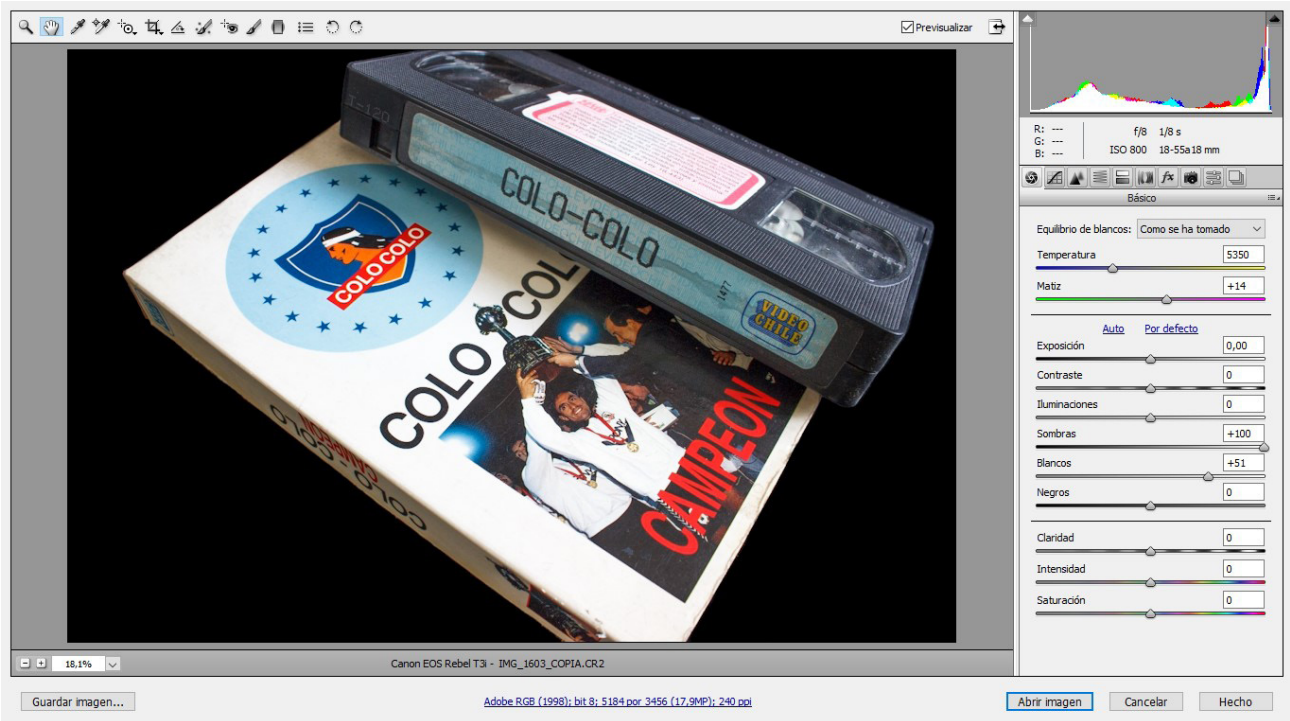 Previsualizar
T-120
COLO-COLO
1477
VIDEO
CHILE
COLO COLO
COLO COLO
CAMPEON
CAMPEON
COLO-COLO
R: ---
G: ---
B: ---
f/8 1/8 s
ISO 800 18-55a18 mm
fx
Básico
Equilibrio de blancos: Como se ha tomado
Temperatura 5350
Matiz +14
Auto Por defecto
Exposición 0,00
Contraste 0
Iluminaciones 0
Sombras +100
Blancos +51
Negros 0
Claridad 0
Intensidad 0
Saturación 0
18,1%
Canon EOS Rebel T3i - IMG_1603_COPIA.CR2
Guardar imagen...
Adobe RGB (1998); bit 8; 5184 por 3456 (17,9MP); 240 ppi
Abrir imagen
Cancelar
Hecho